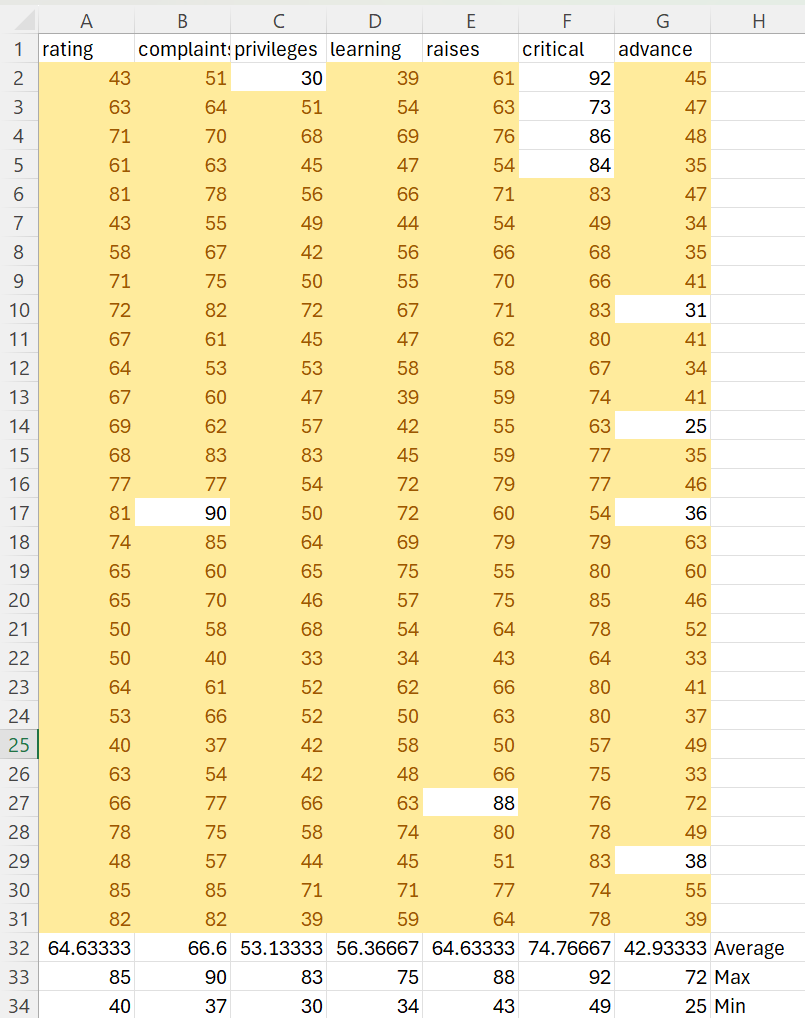 A B C D E F G H
1 rating complaints privileges learning raises critical advance
2 43 51 30 39 61 92 45
3 63 64 51 54 63 73 47
4 71 70 68 69 76 86 48
5 61 63 45 47 54 84 35
6 81 78 56 66 71 83 47
7 43 55 49 44 54 49 34
8 58 67 42 56 66 68 35
9 71 75 50 55 70 66 41
10 72 82 72 67 71 83 31
11 67 61 45 47 62 80 41
12 64 53 53 58 58 67 34
13 67 60 47 39 59 74 41
14 69 62 57 42 55 63 25
15 68 83 83 45 59 77 35
16 77 77 54 72 79 77 46
17 81 90 50 72 60 54 36
18 74 85 64 69 79 79 63
19 65 60 65 75 55 80 60
20 65 70 46 57 75 85 46
21 50 58 68 54 64 78 52
22 50 40 33 34 43 64 33
23 64 61 52 62 66 80 41
24 53 66 52 50 63 80 37
25 40 37 42 58 50 57 49
26 63 54 42 48 66 75 33
27 66 77 66 63 88 76 72
28 78 75 58 74 80 78 49
29 48 57 44 45 51 83 38
30 85 85 71 71 77 74 55
31 82 82 39 59 64 78 39
32 64.63333 66.6 53.13333 56.36667 64.63333 74.76667 42.93333 Average
33 85 90 83 75 88 92 72 Max
34 40 37 30 34 43 49 25 Min